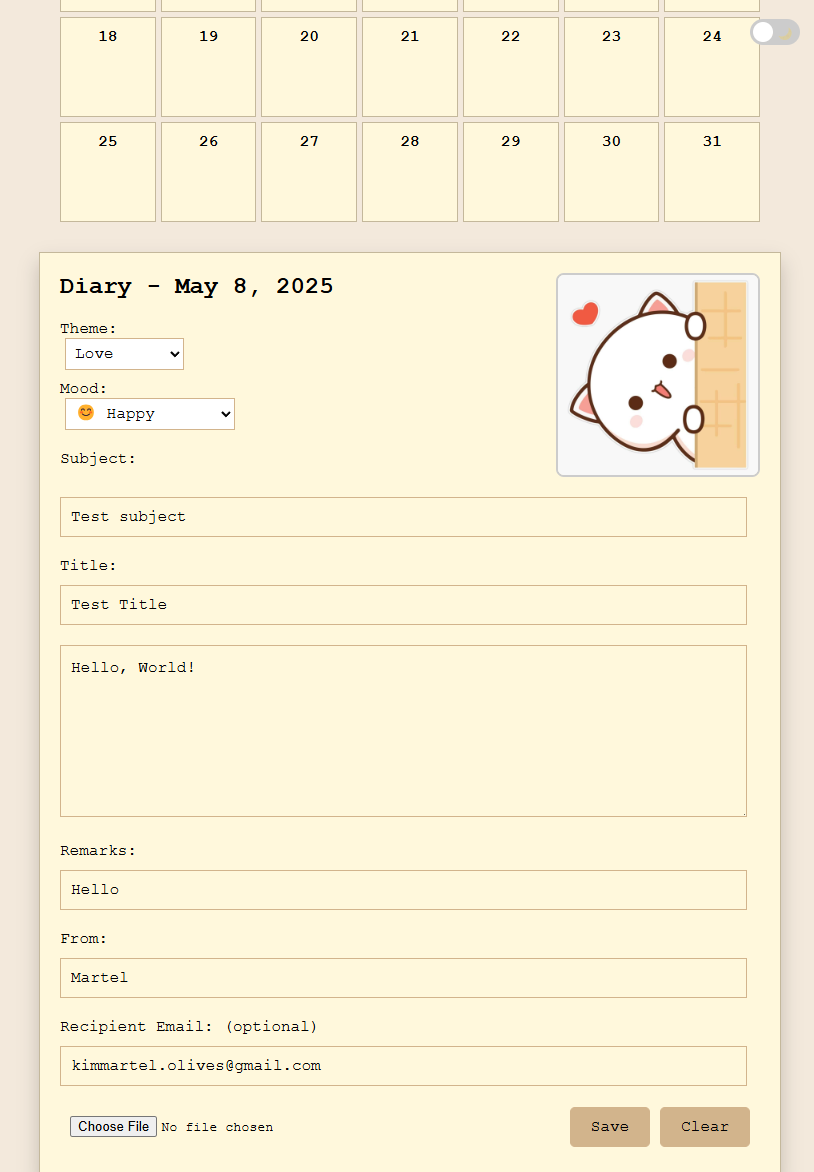 18 19 20 21 22 23 24
25 26 27 28 29 30 31
Diary - May 8, 2025
Theme:
Love
Mood:
😊 Happy
Subject:
Test subject
Title:
Test Title
Hello, World!
Remarks:
Hello
From:
Martel
Recipient Email: (optional)
kimmartel.olives@gmail.com
Choose File No file chosen Save Clear